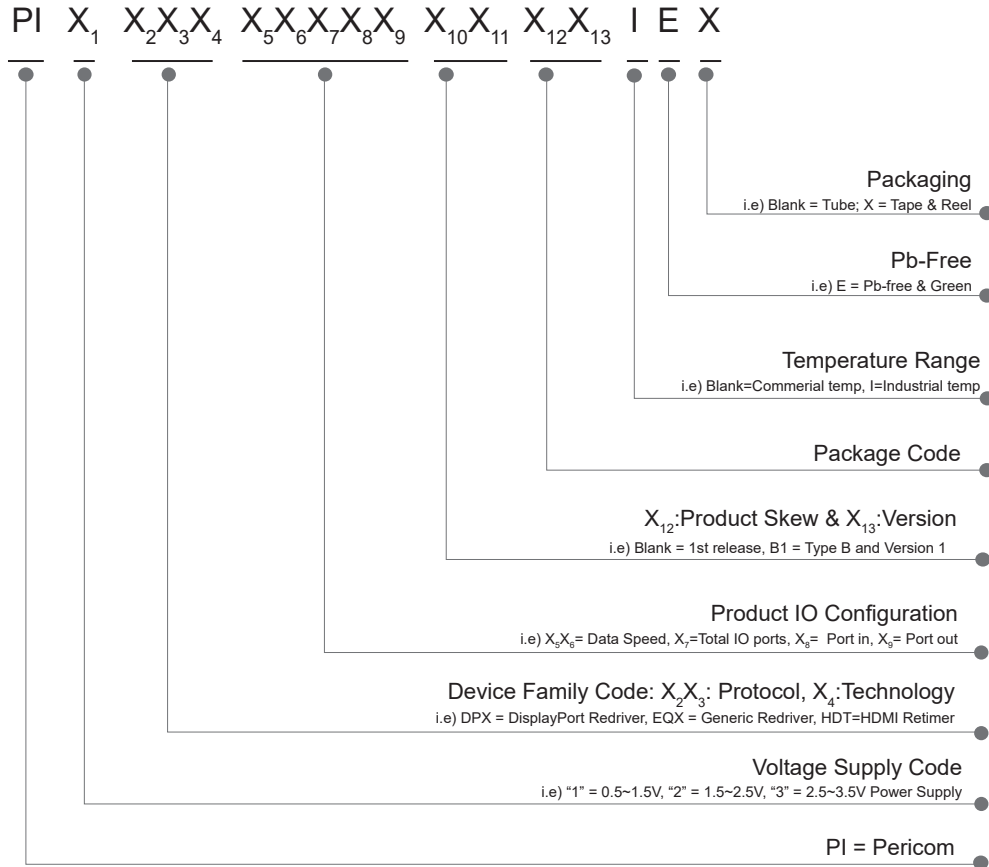 PI X₁ X₂X₃X₄ X₅X₆X₇X₈X₉ X₁₀X₁₁ X₁₂X₁₃ I E X
Packaging
i.e) Blank = Tube; X = Tape & Reel
Pb-Free
i.e) E = Pb-free & Green
Temperature Range
i.e) Blank=Commerial temp, I=Industrial temp
Package Code
X₁₂:Product Skew & X₁₃:Version
i.e) Blank = 1st release, B1 = Type B and Version 1
Product IO Configuration
i.e) X₅X₆= Data Speed, X₇=Total IO ports, X₈= Port in, X₉= Port out
Device Family Code: X₂X₃: Protocol, X₄:Technology
i.e) DPX = DisplayPort Redriver, EQX = Generic Redriver, HDT=HDMI Retimer
Voltage Supply Code
i.e) “1” = 0.5~1.5V, “2” = 1.5~2.5V, “3” = 2.5~3.5V Power Supply
PI = Pericom